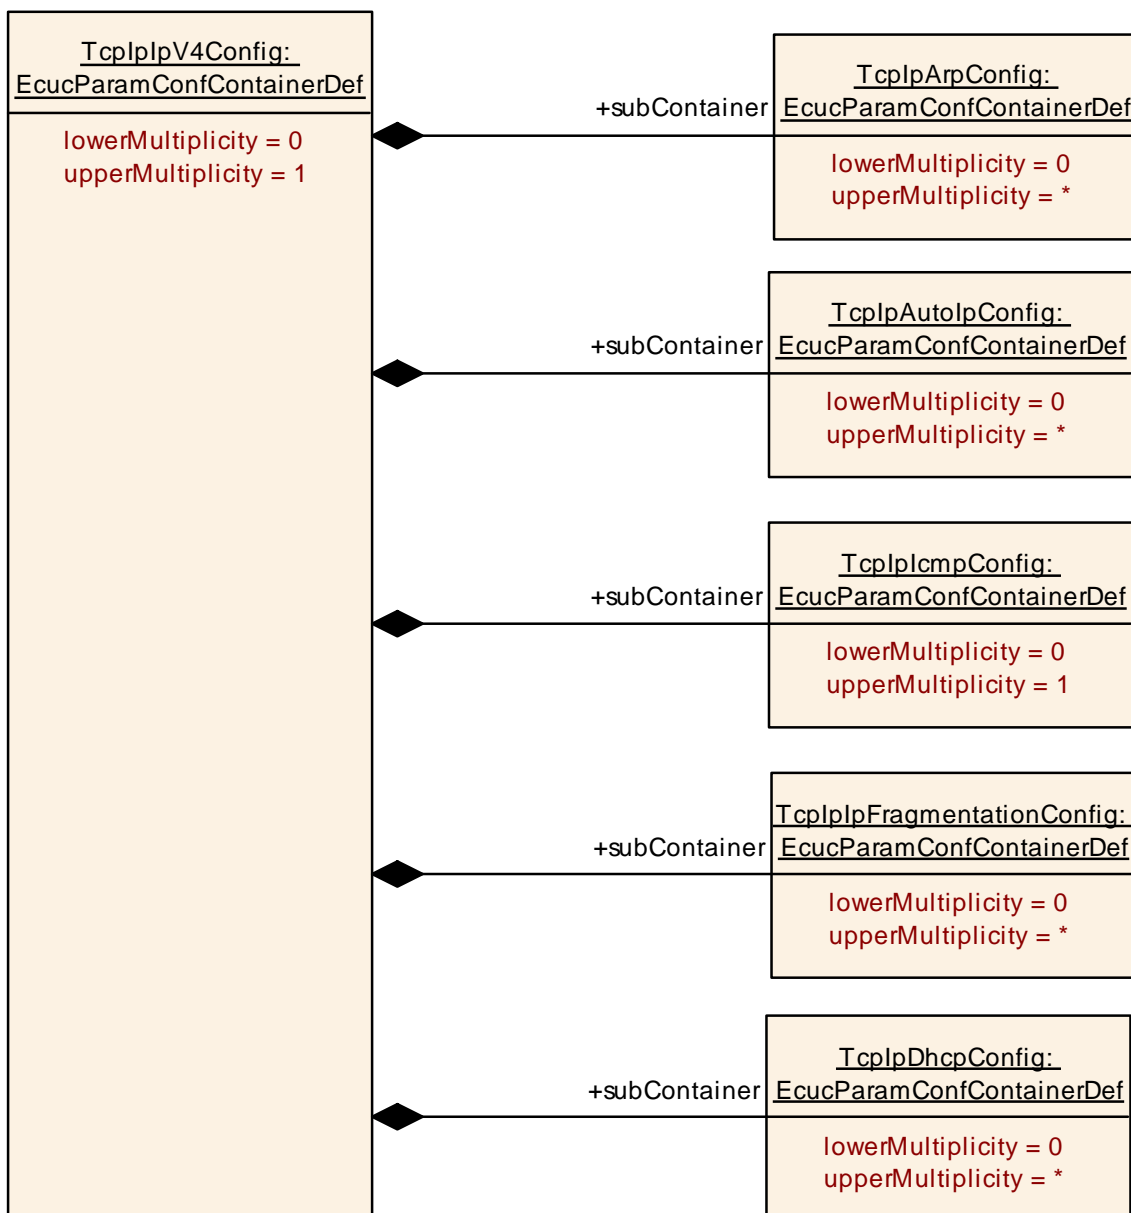 TcpIpIpV4Config:
EcucParamConfContainerDef
lowerMultiplicity = 0
upperMultiplicity = 1
+subContainer
TcpIpArpConfig:
EcucParamConfContainerDef
lowerMultiplicity = 0
upperMultiplicity = *
+subContainer
TcpIpAutoIpConfig:
EcucParamConfContainerDef
lowerMultiplicity = 0
upperMultiplicity = *
+subContainer
TcpIpIcmpConfig:
EcucParamConfContainerDef
lowerMultiplicity = 0
upperMultiplicity = 1
+subContainer
TcpIpIpFragmentationConfig:
EcucParamConfContainerDef
lowerMultiplicity = 0
upperMultiplicity = *
+subContainer
TcpIpDhcpConfig:
EcucParamConfContainerDef
lowerMultiplicity = 0
upperMultiplicity = *